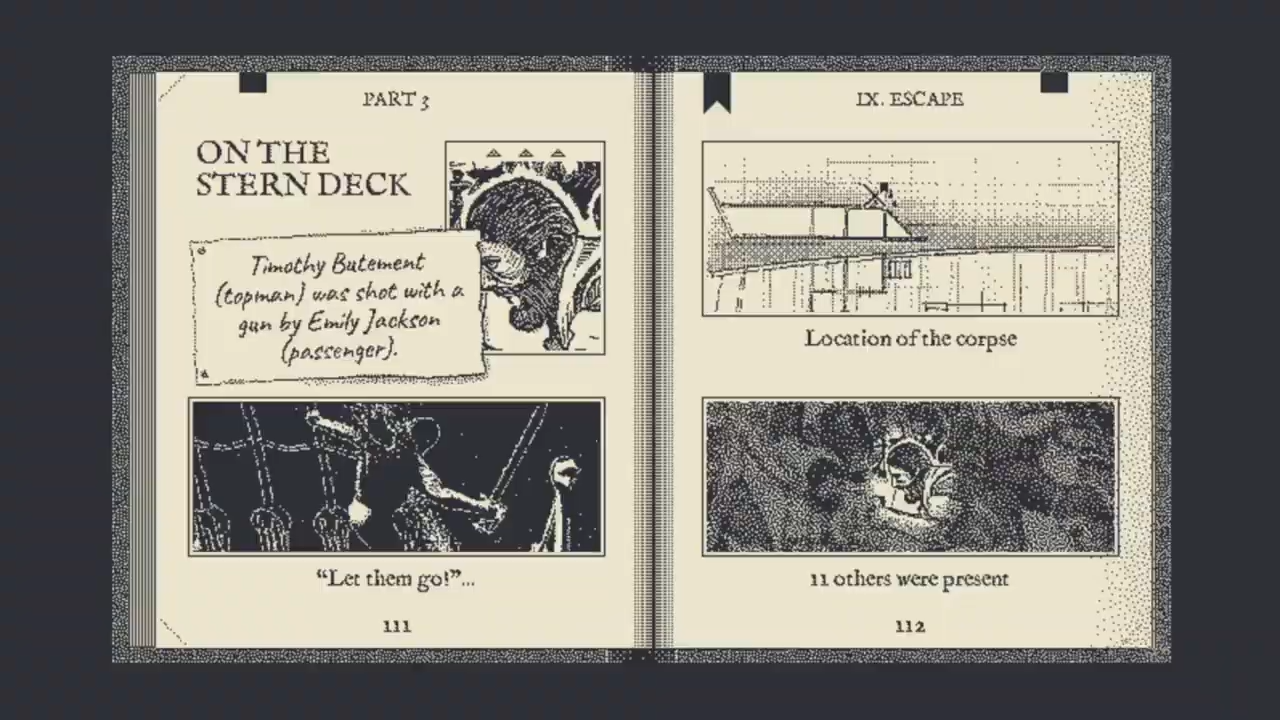 PART 3
ON THE
STERN DECK
Timothy Butement
(topman) was shot with a
gun by Emily Jackson
(passenger).
"Let them go!"...
111
IX. ESCAPE
Location of the corpse
11 others were present
112